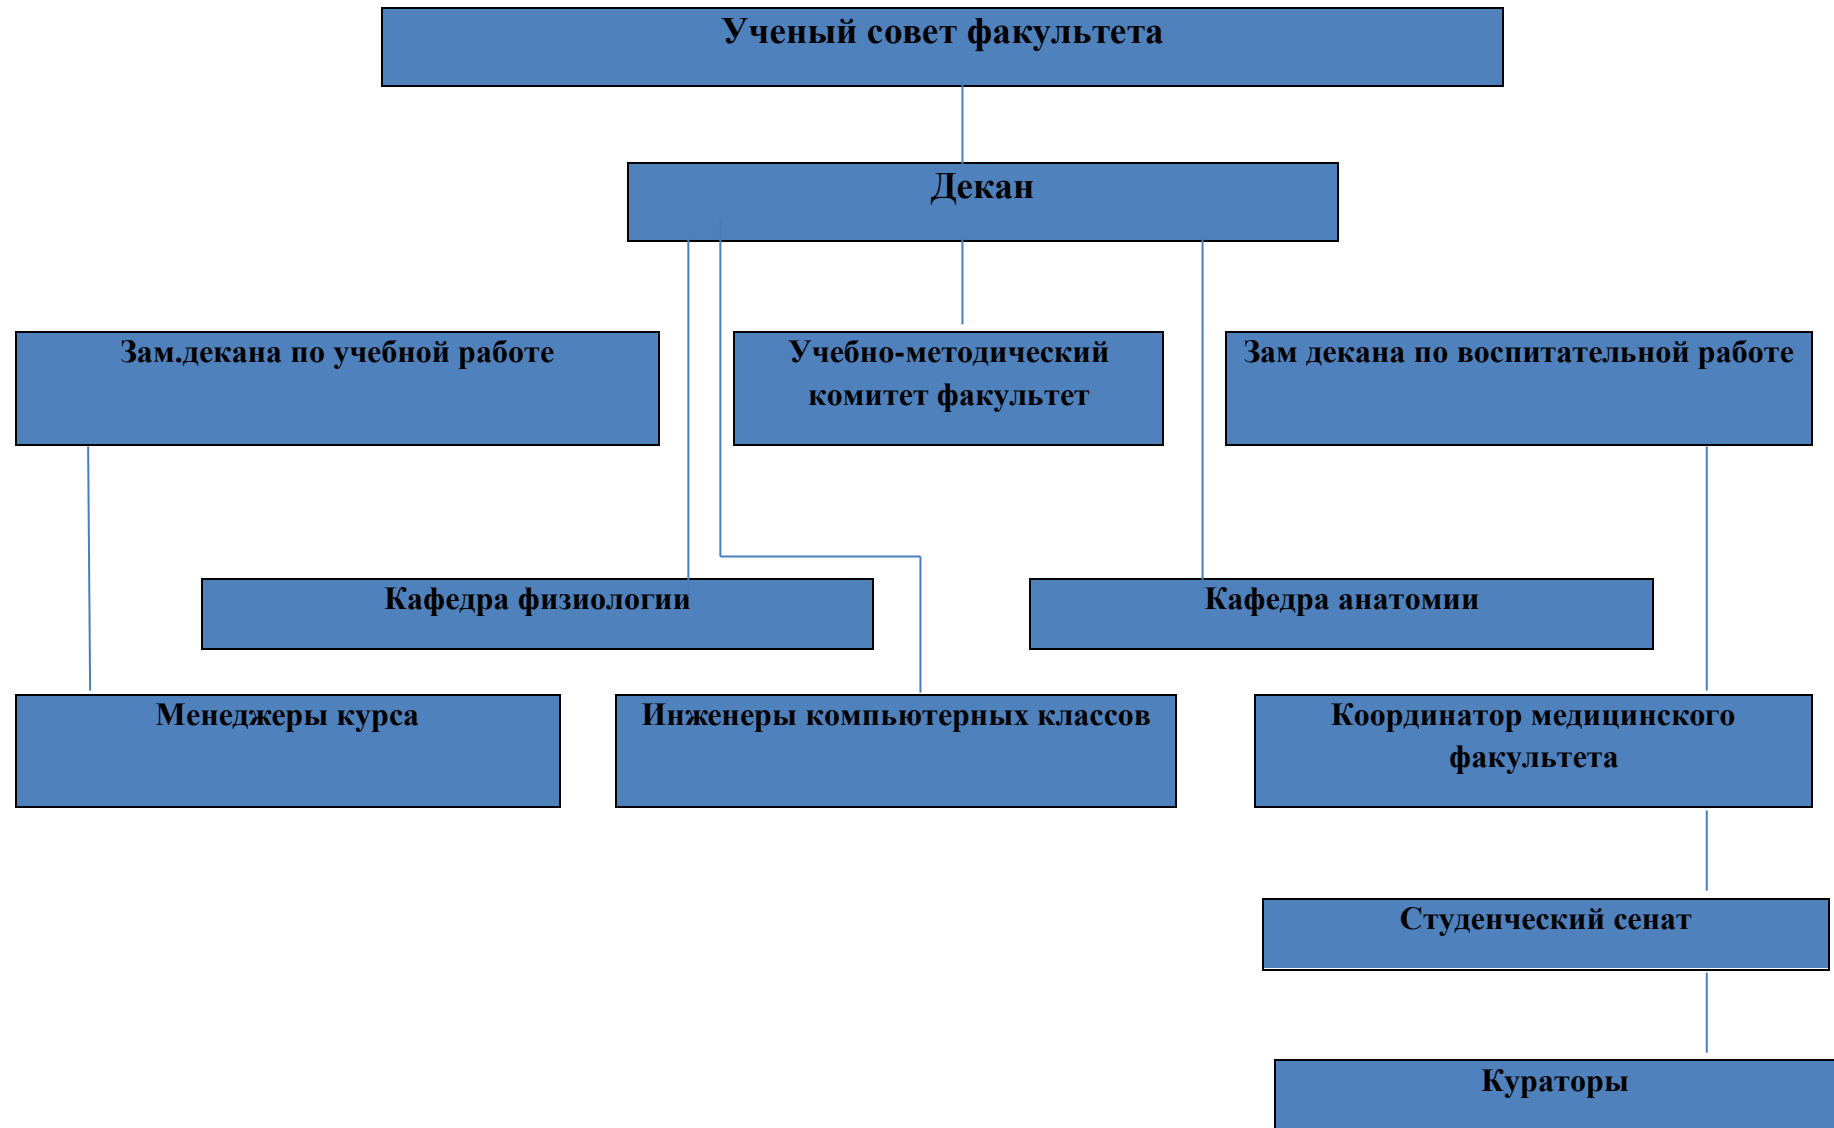 Ученый совет факультета
Декан
Зам.декана по учебной работе
Учебно-методический
комитет факультет
Зам декана по воспитательной работе
Кафедра физиологии
Кафедра анатомии
Менеджеры курса
Инженеры компьютерных классов
Координатор медицинского
факультета
Студенческий сенат
Кураторы